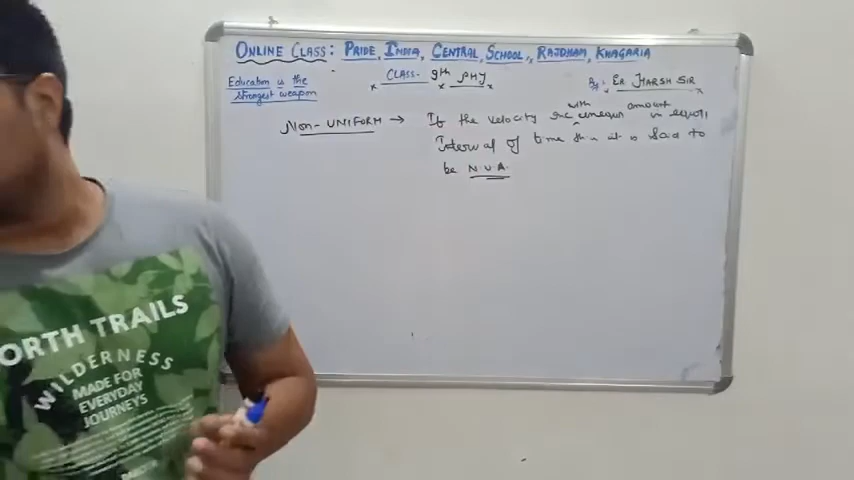 ONLINE CLASS: PRIDE, INDIA, CENTRAL, SCHOOL, RAJDHAM, KHAGARIA
Education is the
strongest weapon
CLASS- 9th PHY
By: ER HARSH SIR
NON-UNIFORM → If the velocity inc with unequal amount in equal
Interval of time then it is said to
be N.U.A.
ORTH TRAILS
WILDERNESS
MADE FOR
EVERYDAY
JOURNEYS